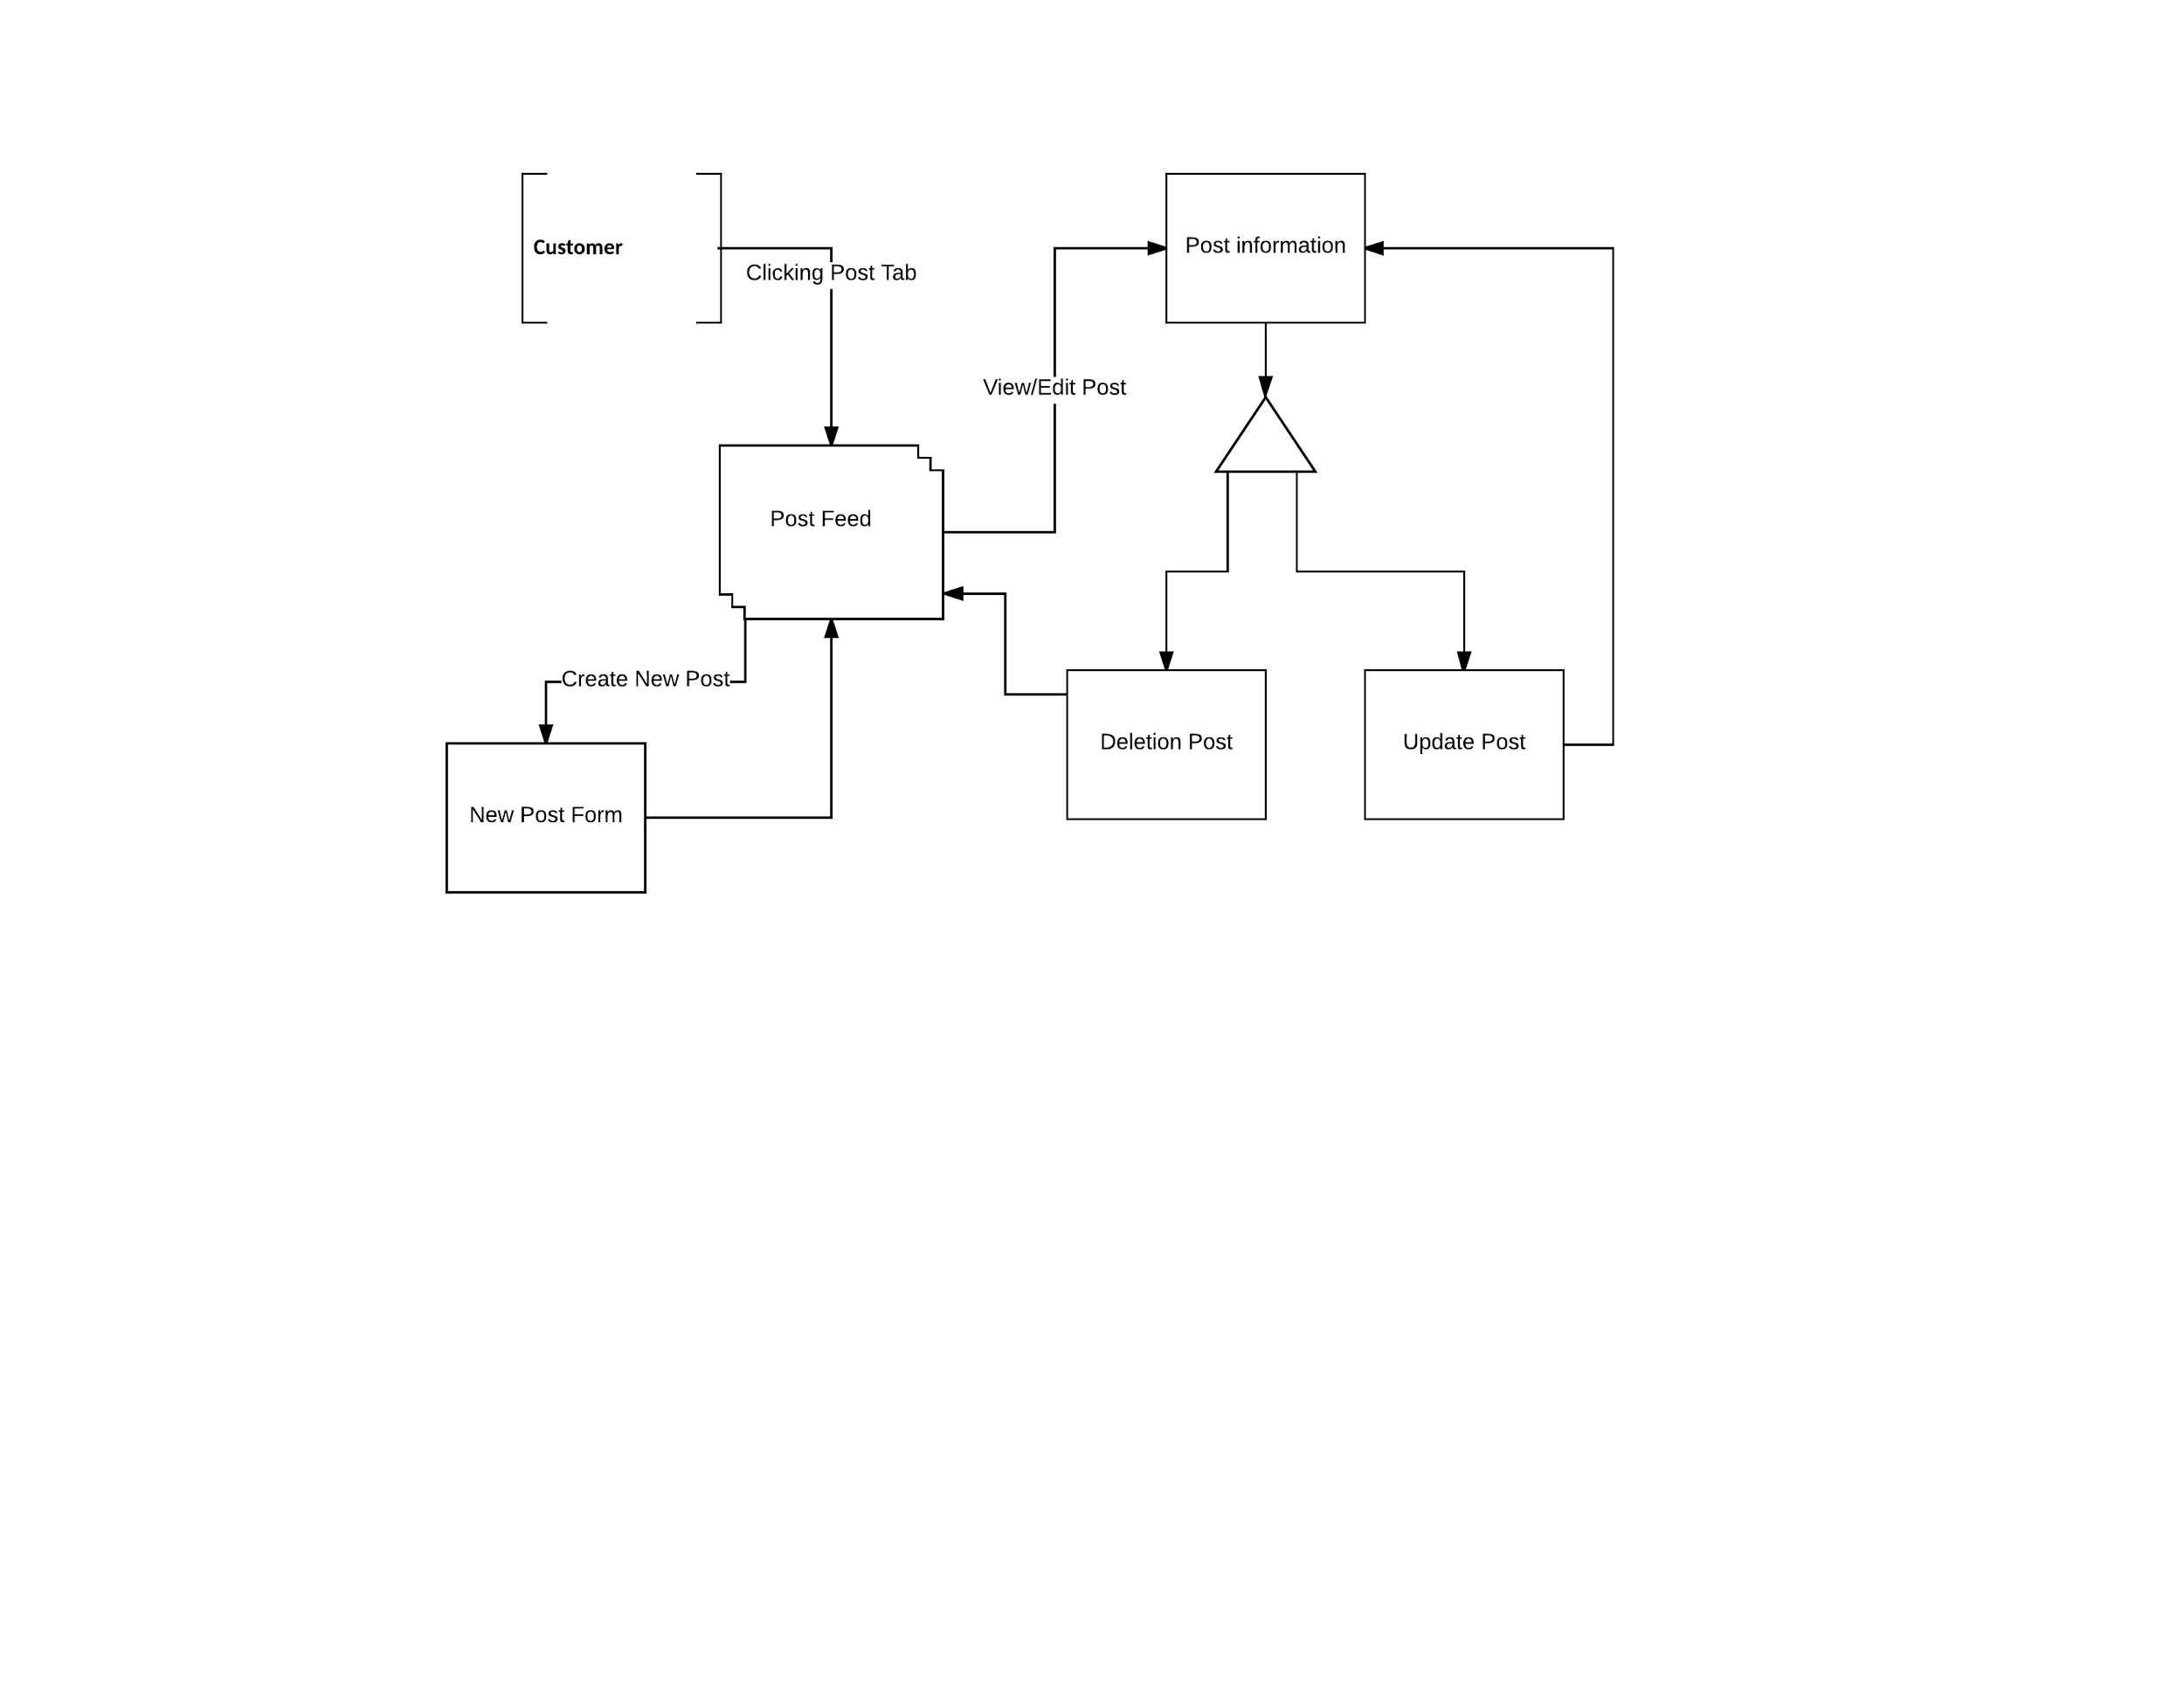 Customer
Post information
Clicking Post Tab
View/Edit Post
Post Feed
Create New Post
Deletion Post
Update Post
New Post Form